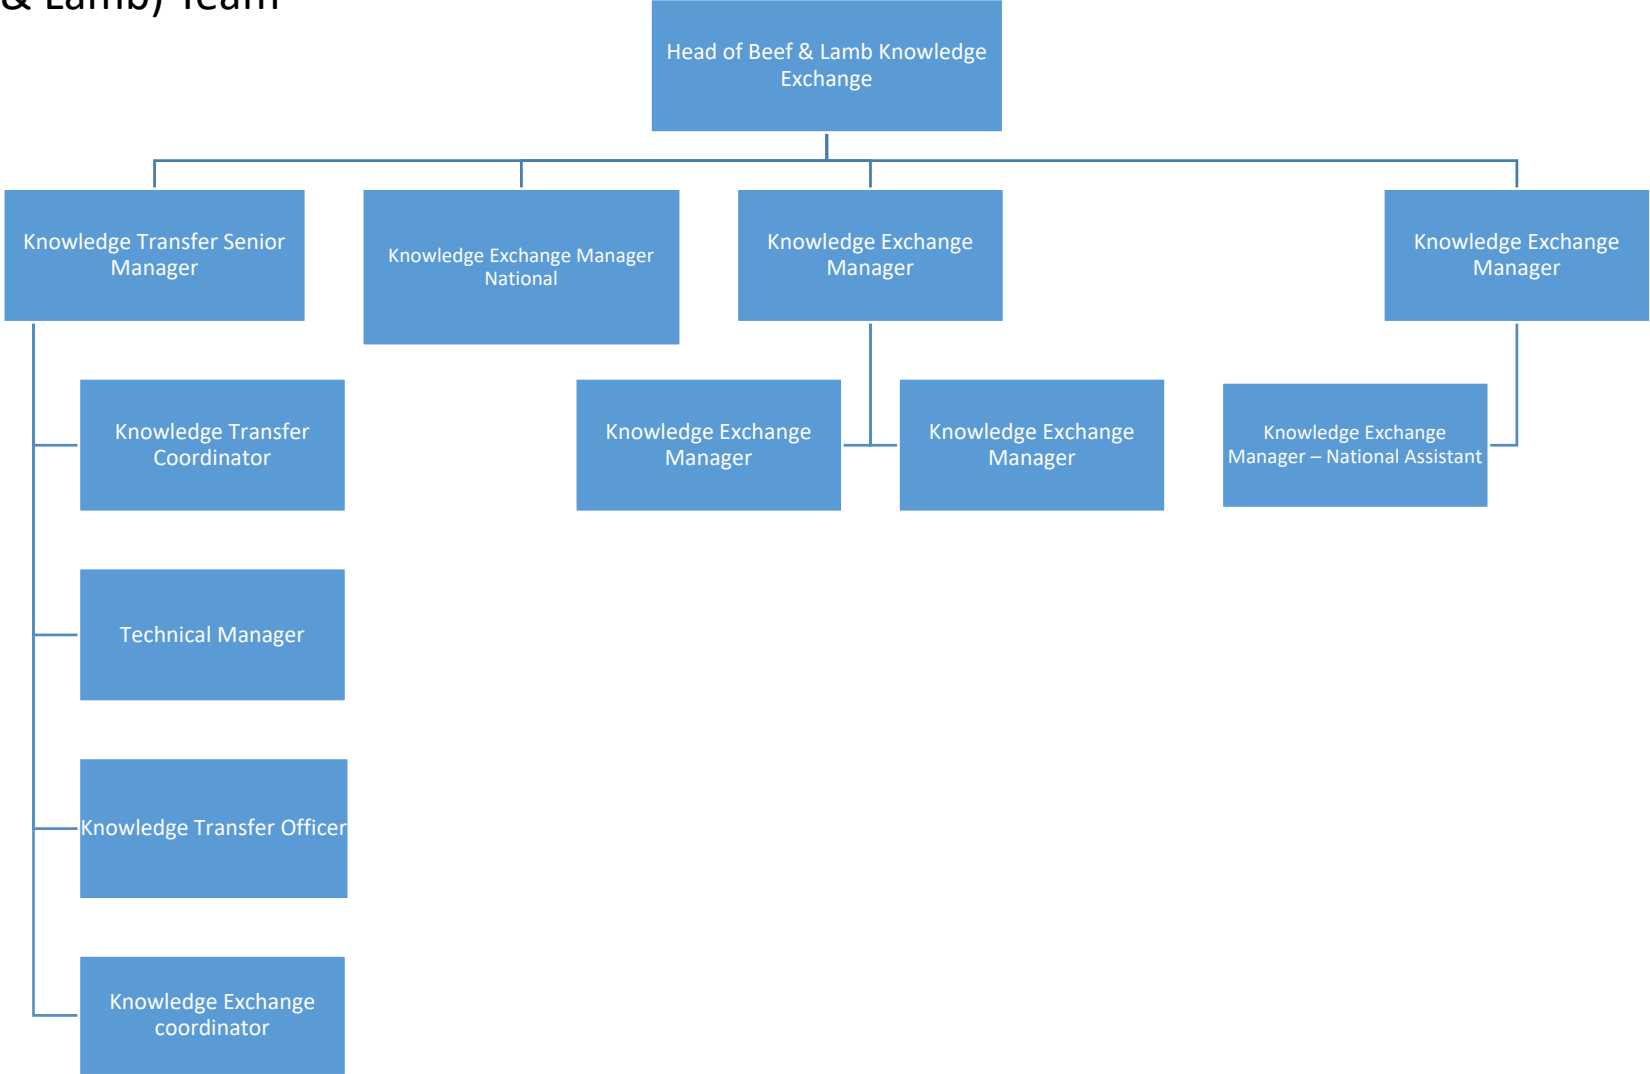 & Lamb) Team
Head of Beef & Lamb Knowledge
Exchange
Knowledge Transfer Senior
Manager
Knowledge Exchange Manager
National
Knowledge Exchange
Manager
Knowledge Exchange
Manager
Knowledge Transfer
Coordinator
Knowledge Exchange
Manager
Knowledge Exchange
Manager
Knowledge Exchange
Manager – National Assistant
Technical Manager
Knowledge Transfer Officer
Knowledge Exchange
coordinator